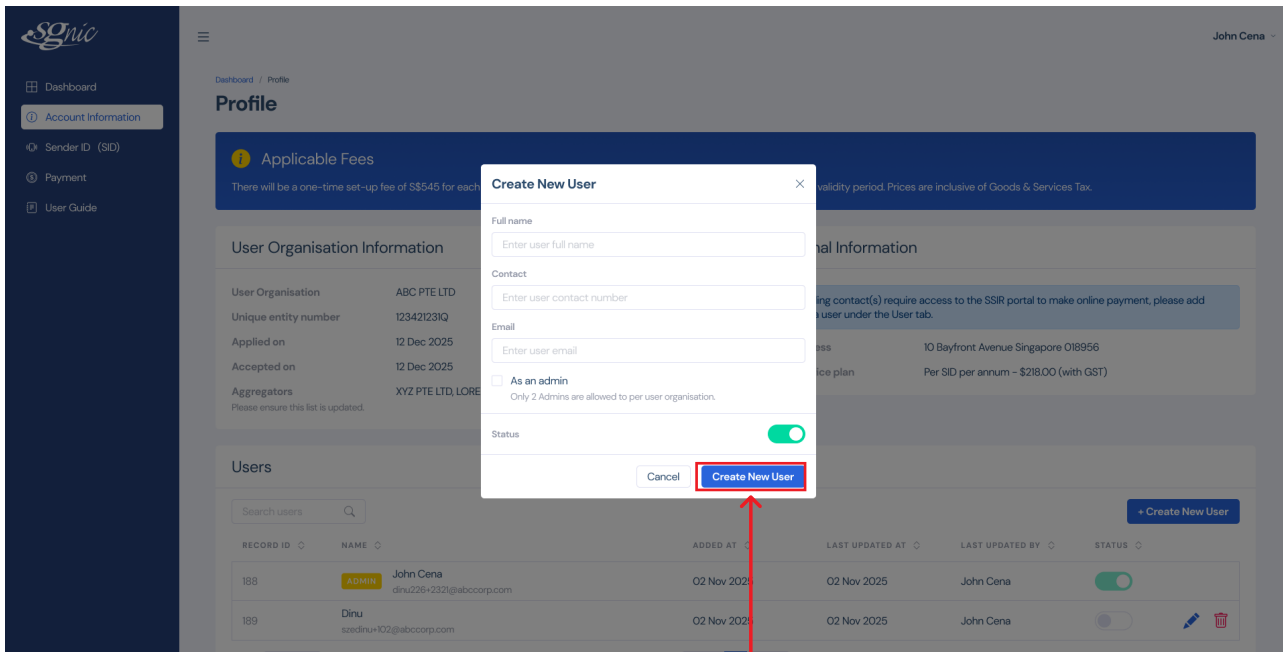 sgnic
John Cena
Dashboard
Account Information
Sender ID (SID)
Payment
User Guide
Dashboard / Profile
Profile
i Applicable Fees
There will be a one-time set-up fee of S$545 for each
validity period. Prices are inclusive of Goods & Services Tax.
User Organisation Information
User Organisation ABC PTE LTD
Unique entity number 123421231Q
Applied on 12 Dec 2025
Accepted on 12 Dec 2025
Aggregators XYZ PTE LTD, LORE
Please ensure this list is updated.
nal Information
ing contact(s) require access to the SSIR portal to make online payment, please add
a user under the User tab.
ess 10 Bayfront Avenue Singapore 018956
ice plan Per SID per annum - $218.00 (with GST)
Create New User
Full name
Enter user full name
Contact
Enter user contact number
Email
Enter user email
As an admin
Only 2 Admins are allowed to per user organisation.
Status
Cancel Create New User
Users
Search users
+ Create New User
RECORD ID NAME ADDED AT LAST UPDATED AT LAST UPDATED BY STATUS
188 ADMIN John Cena 02 Nov 2025 02 Nov 2025 John Cena
dinu226+2321@abccorp.com
189 Dinu 02 Nov 2025 02 Nov 2025 John Cena
szedinu+102@abccorp.com